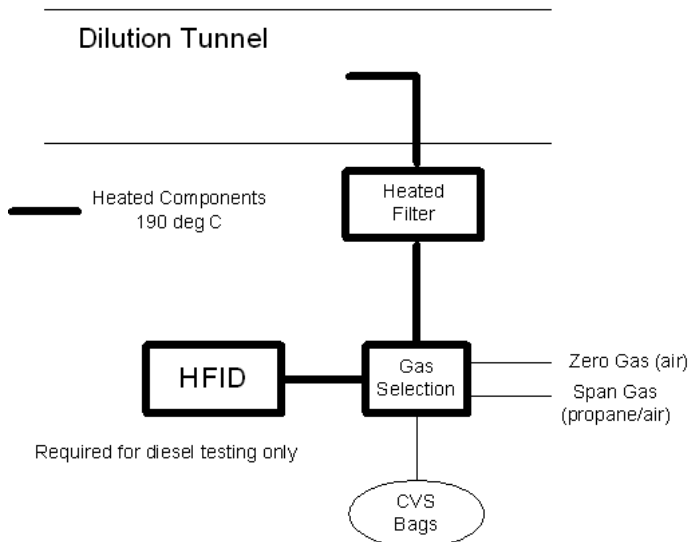 Dilution Tunnel
Heated Components
190 deg C
Heated
Filter
HFID
Gas
Selection
Zero Gas (air)
Span Gas
(propane/air)
Required for diesel testing only
CVS
Bags